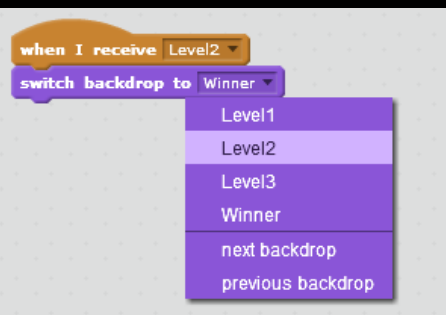 when I receive Level2
switch backdrop to Winner
Level1
Level2
Level3
Winner
next backdrop
previous backdrop